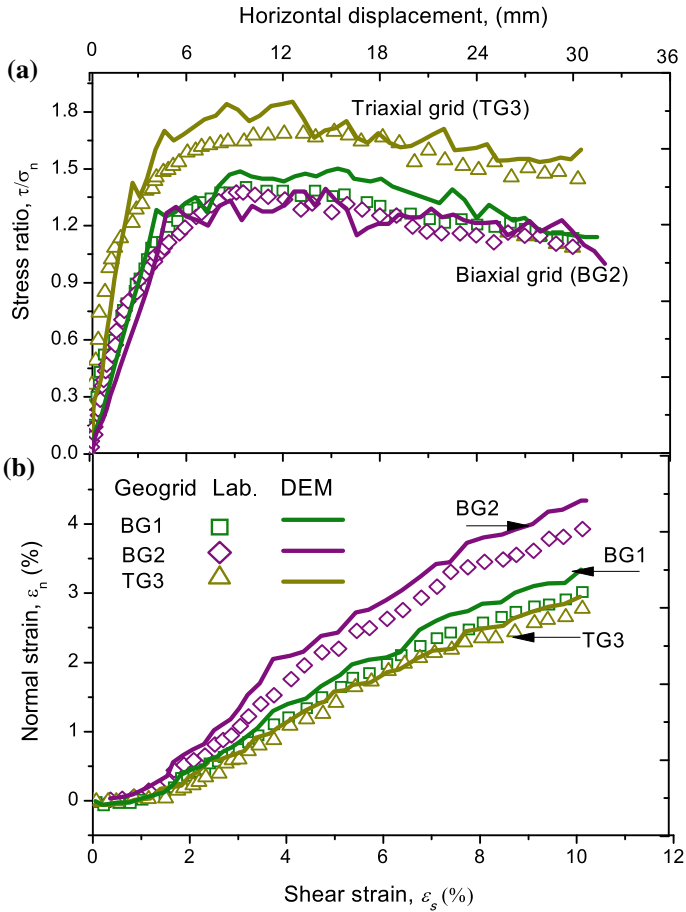 Horizontal displacement, (mm)
0 6 12 18 24 30 36
(a)
Stress ratio, τ/σn
1.8
1.5
1.2
0.9
0.6
0.3
0.0
Triaxial grid (TG3)
Biaxial grid (BG2)
(b)
Normal strain, εn (%)
4
3
2
1
0
Geogrid Lab. DEM
BG1
BG2
TG3
BG2
BG1
TG3
0 2 4 6 8 10 12
Shear strain, εs (%)